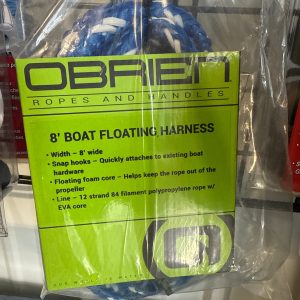 OBRIEN
ROPES AND HANDLES
8' BOAT FLOATING HARNESS
• Width – 8' wide
• Snap hooks – Quickly attaches to existing boat
hardware
• Floating foam core – Helps keep the rope out of the
propeller
• Line – 12 strand 84 filament polypropylene rope w/
EVA core